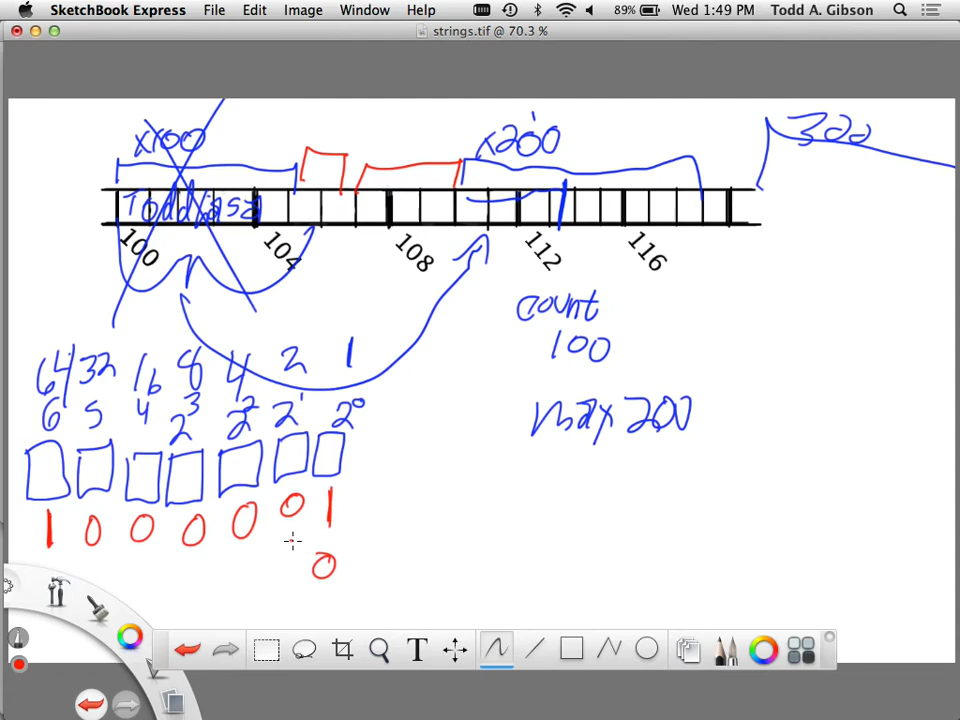 SketchBook Express File Edit Image Window Help 89% Wed 1:49 PM Todd A. Gibson
strings.tif @ 70.3 %
x100 x200 300
100 104 108 112 116
count
100
max 200
64 32 16 8 4 2 1
6 5 4 2³ 2² 2¹ 2⁰
1 0 0 0 0 0 1
0
T